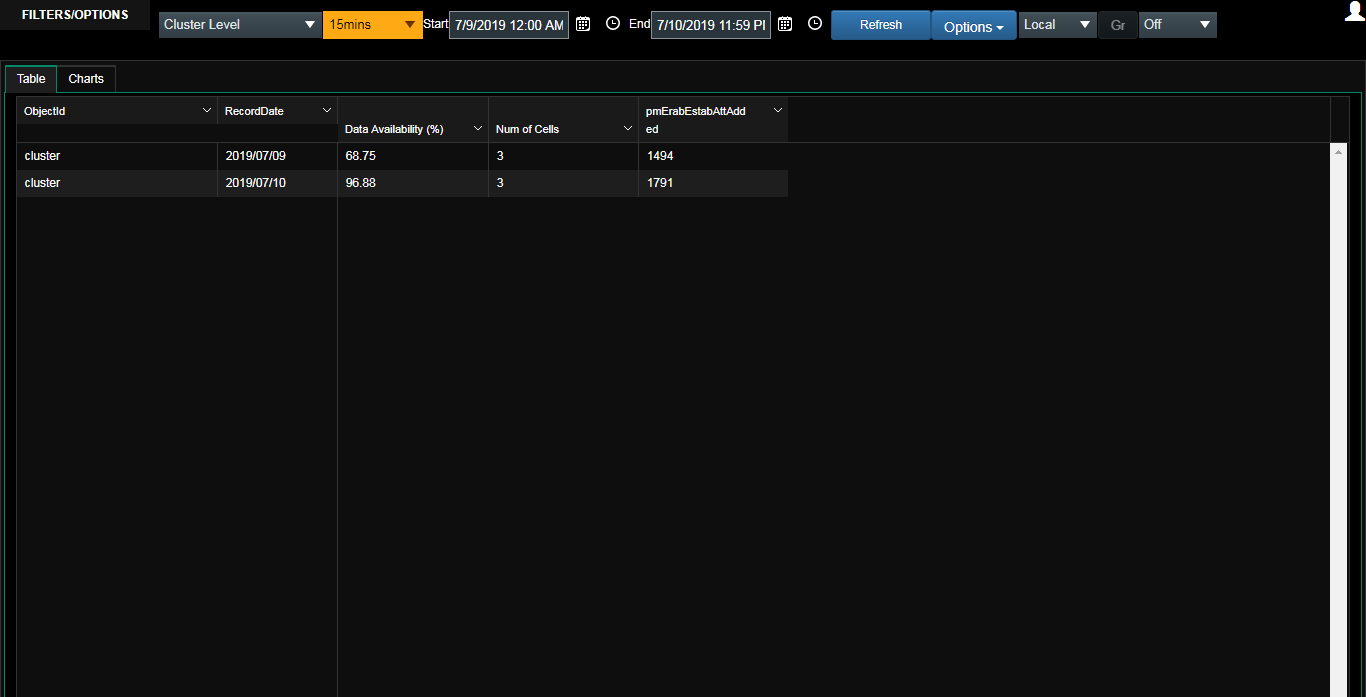 FILTERS/OPTIONS
Cluster Level 15mins Start 7/9/2019 12:00 AM End 7/10/2019 11:59 PI Refresh Options Local Gr Off
Table Charts
ObjectId RecordDate Data Availability (%) Num of Cells pmErabEstabAttAdd
ed
cluster 2019/07/09 68.75 3 1494
cluster 2019/07/10 96.88 3 1791